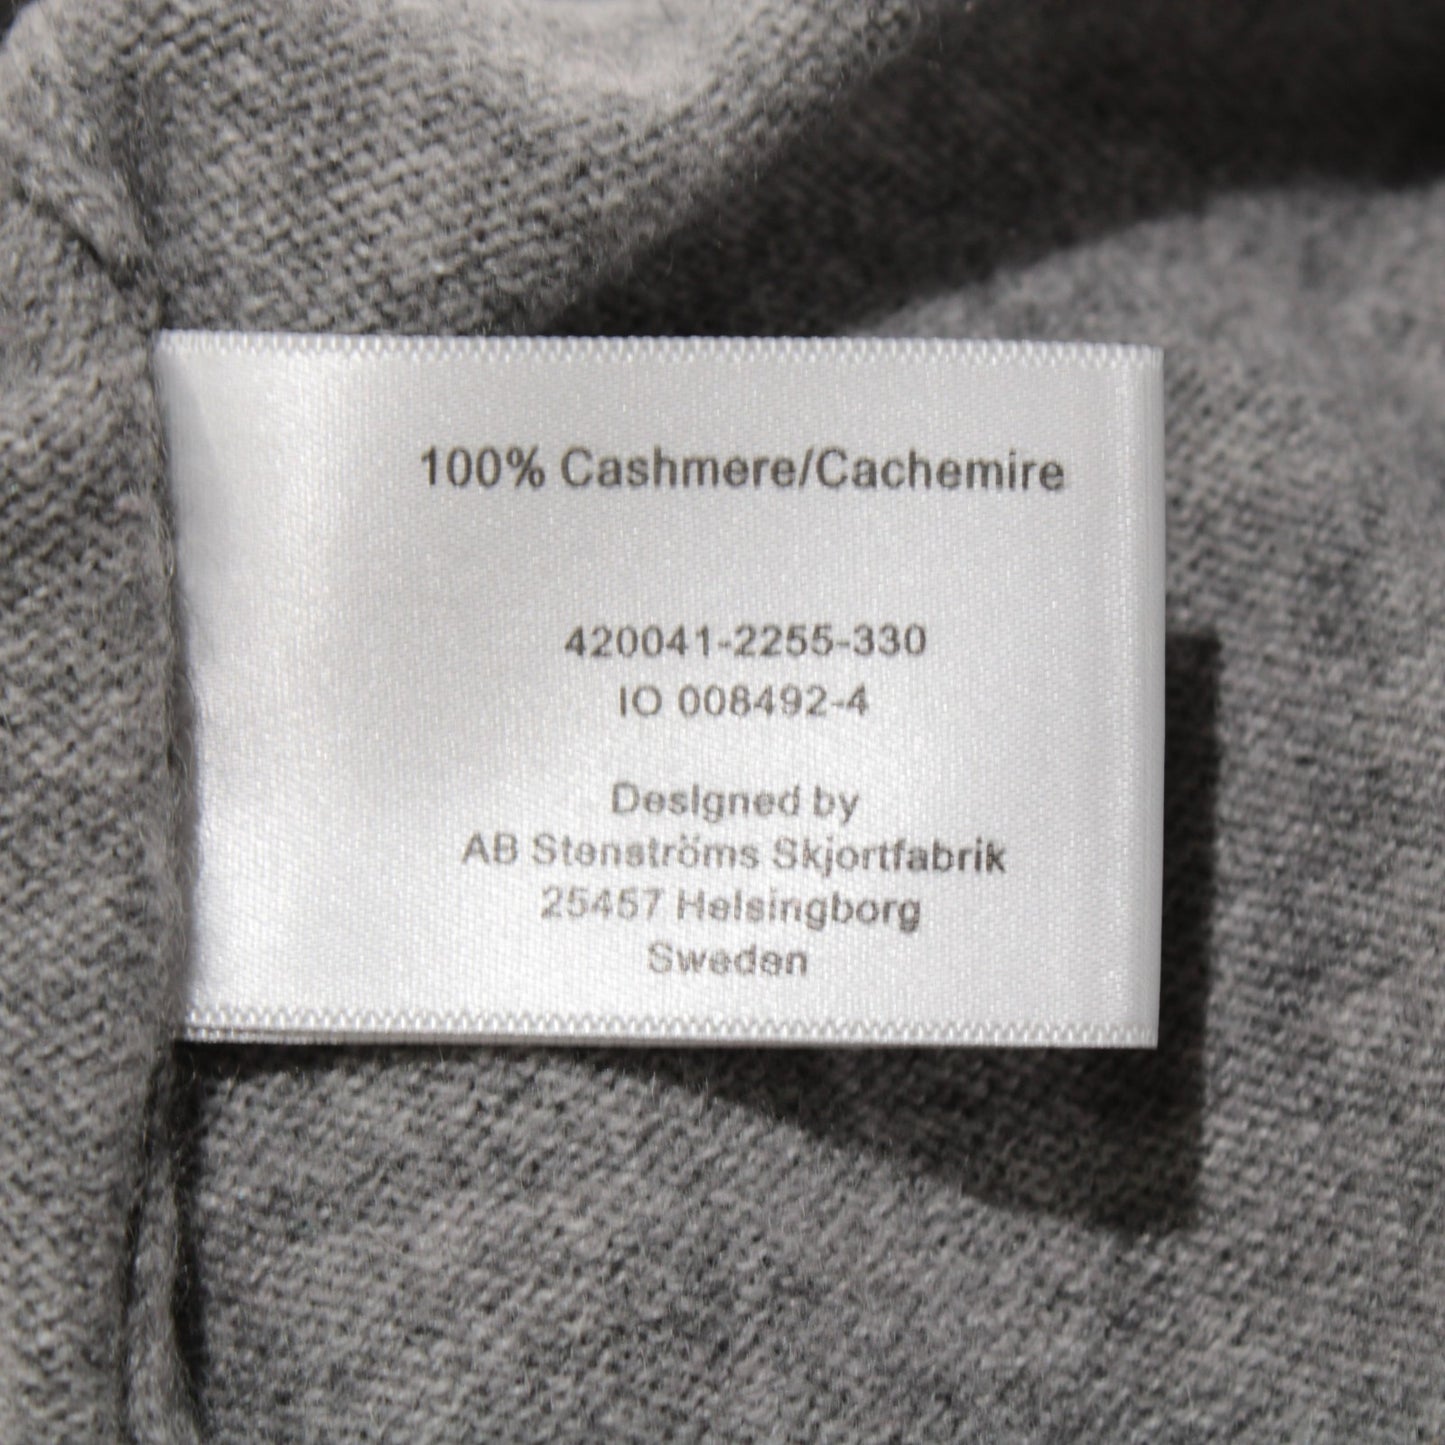 100% Cashmere/Cachemire
420041-2255-330
IO 008492-4
Designed by
AB Stenströms Skjortfabrik
25457 Helsingborg
Sweden